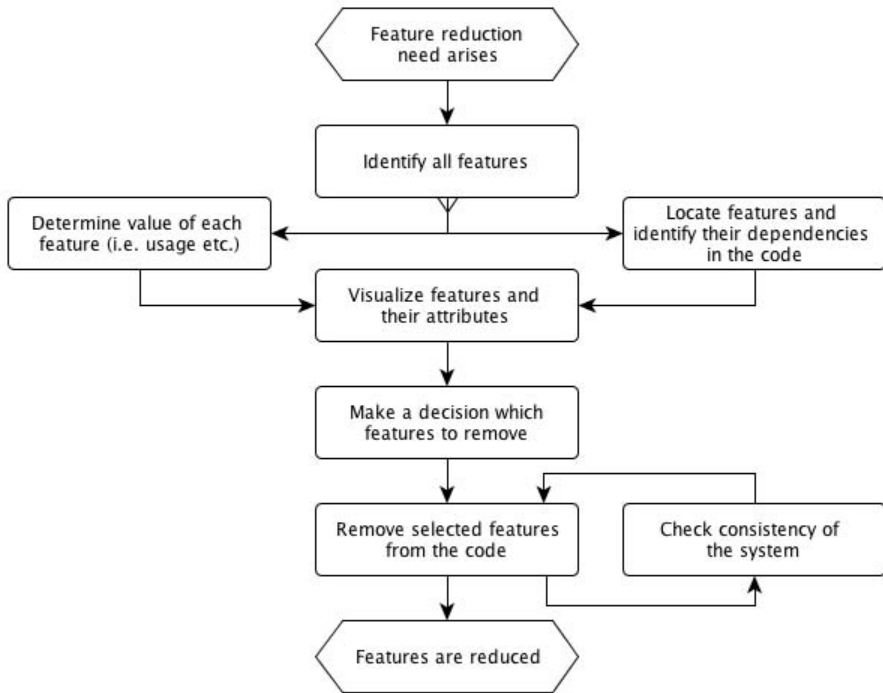 Feature reduction
need arises
Identify all features
Determine value of each
feature (i.e. usage etc.)
Locate features and
identify their dependencies
in the code
Visualize features and
their attributes
Make a decision which
features to remove
Remove selected features
from the code
Check consistency of
the system
Features are reduced